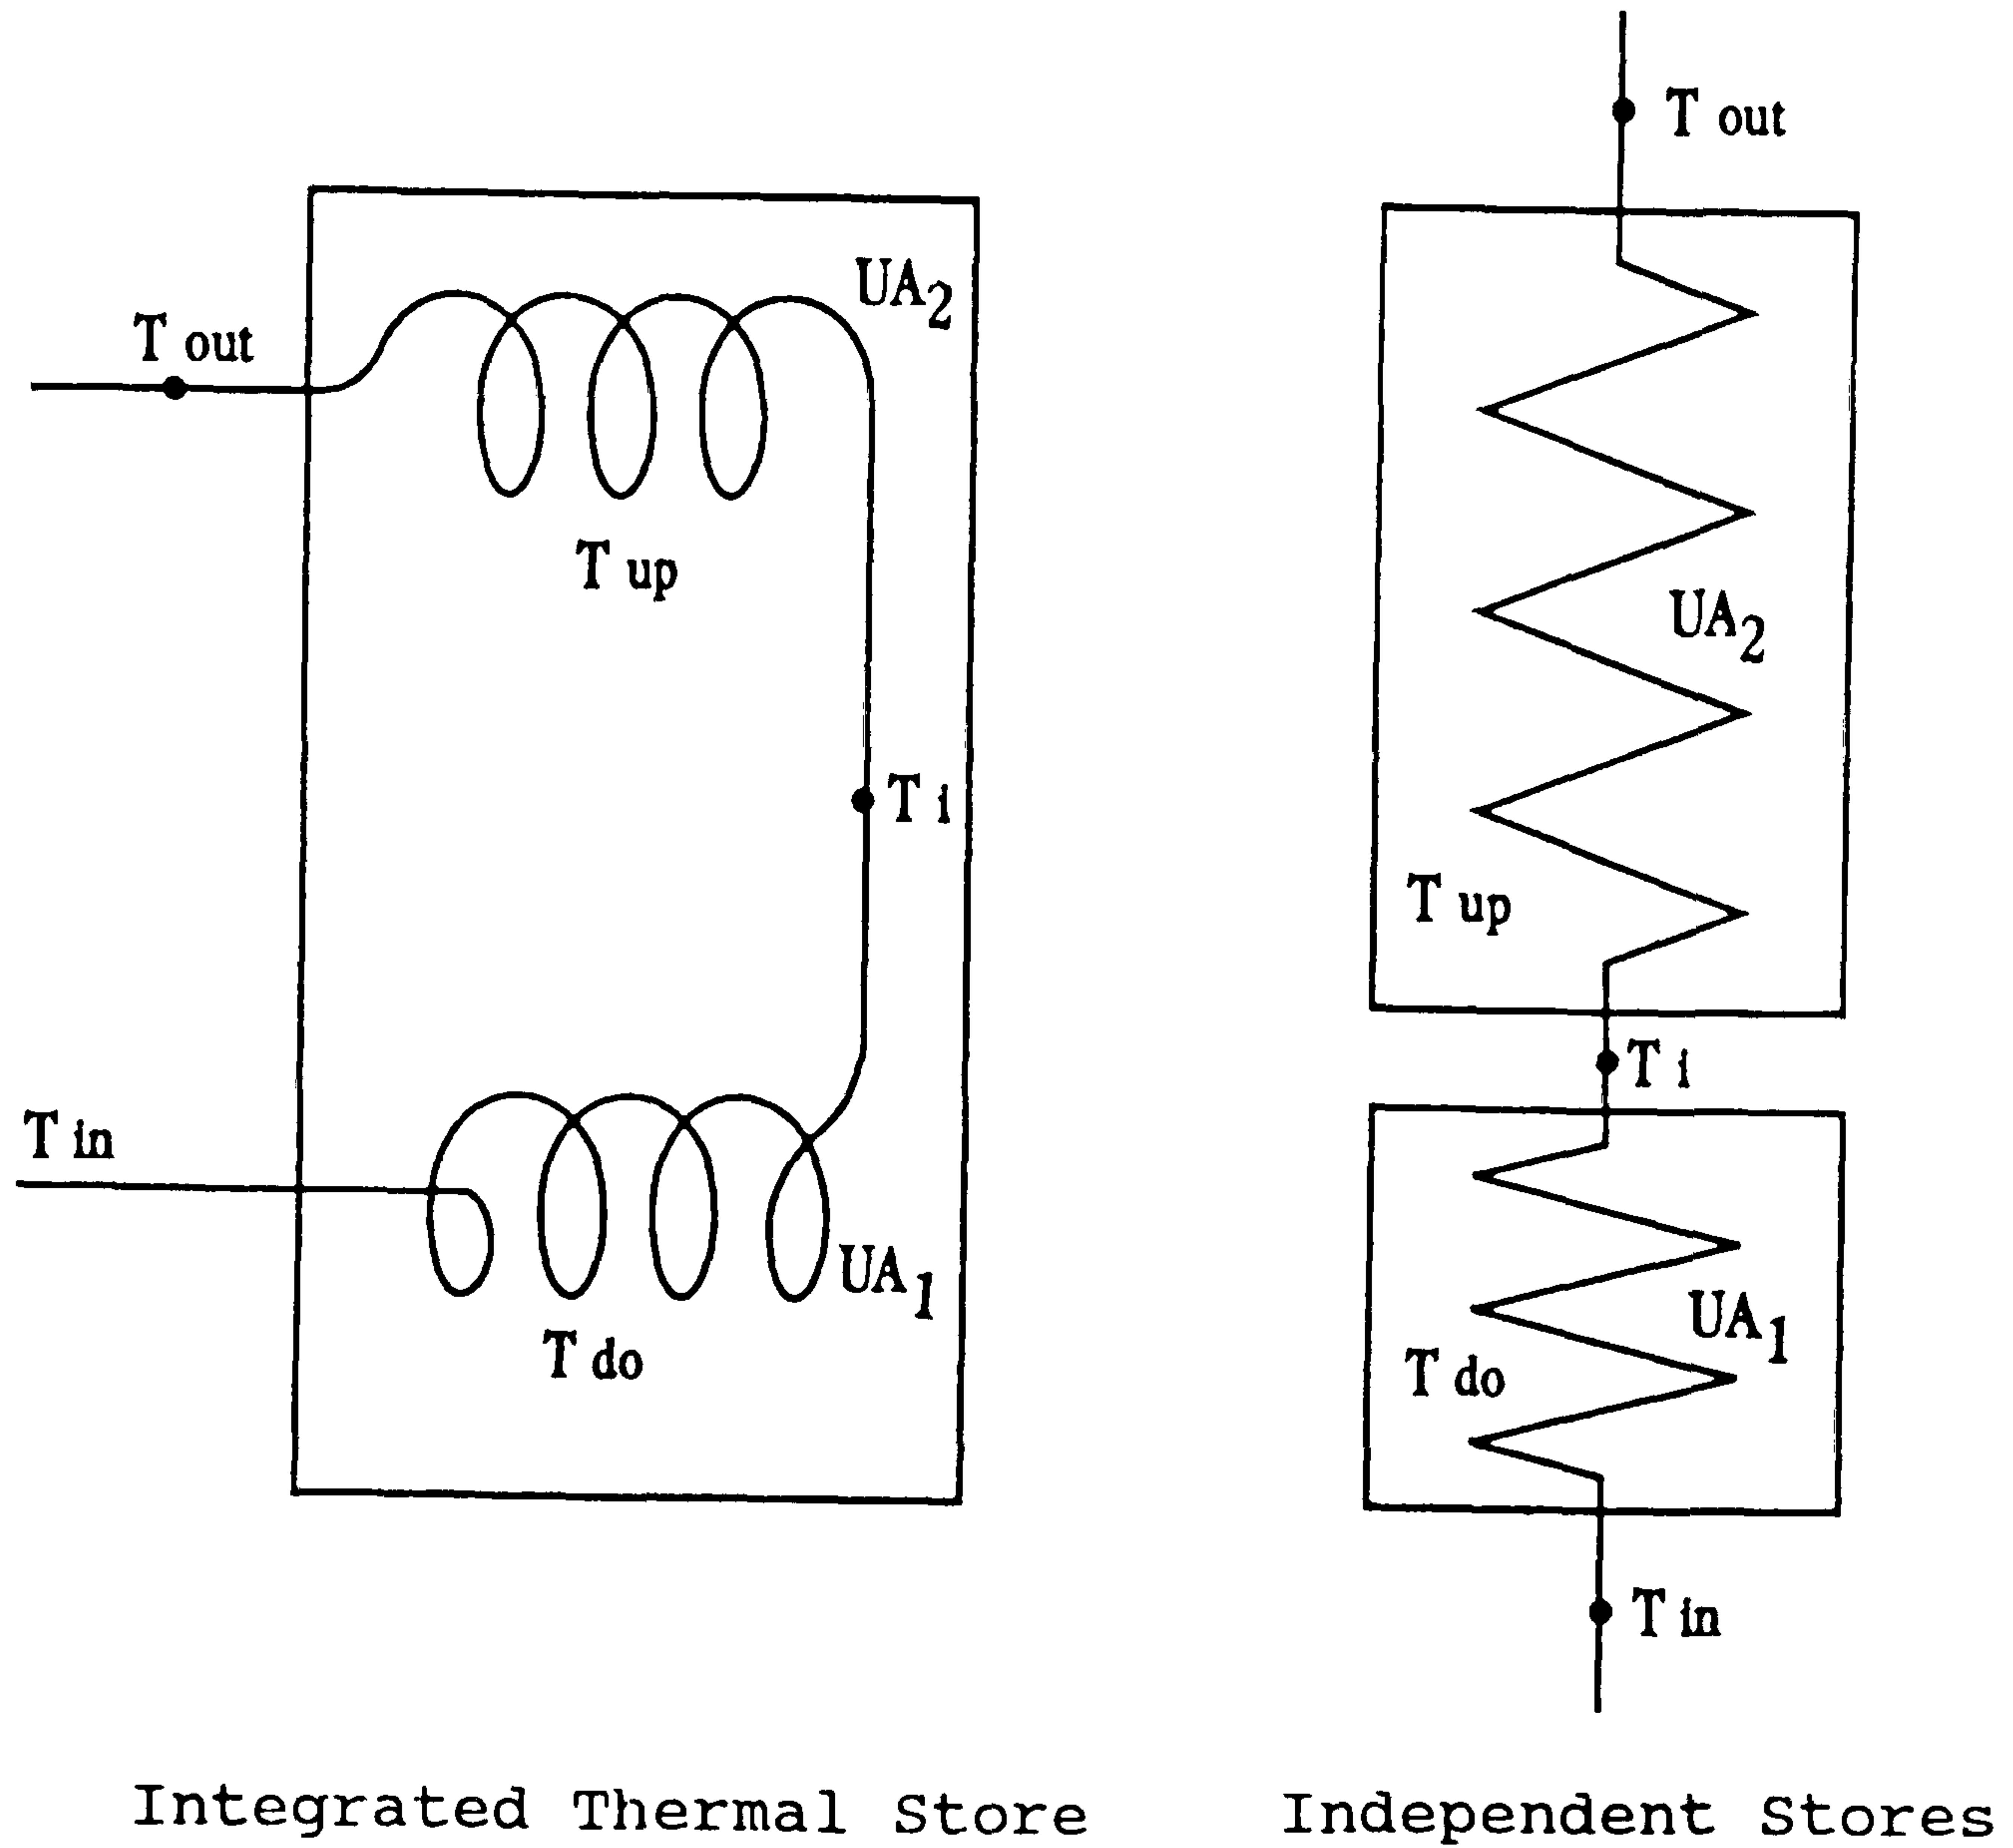 UA2
T out
T up
T i
T in
UA1
T do
Integrated Thermal Store
T out
UA2
T up
T i
UA1
T do
T in
Independent Stores